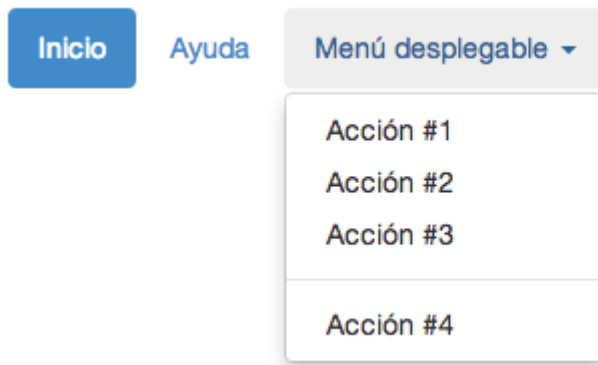 Inicio Ayuda Menú desplegable
Acción #1
Acción #2
Acción #3
Acción #4